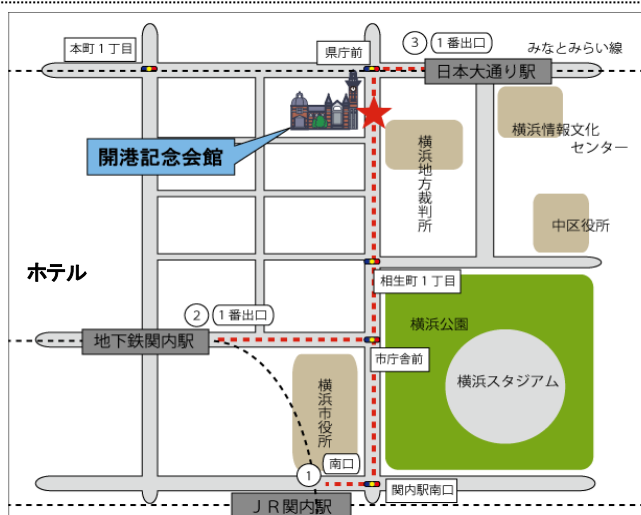 本町１丁目
県庁前
③
１番出口
みなとみらい線
日本大通り駅
開港記念会館
横浜地方裁判所
横浜情報文化
センター
中区役所
ホテル
相生町１丁目
②
１番出口
地下鉄関内駅
市庁舎前
横浜公園
横浜スタジアム
横浜市役所
①
南口
関内駅南口
ＪＲ関内駅